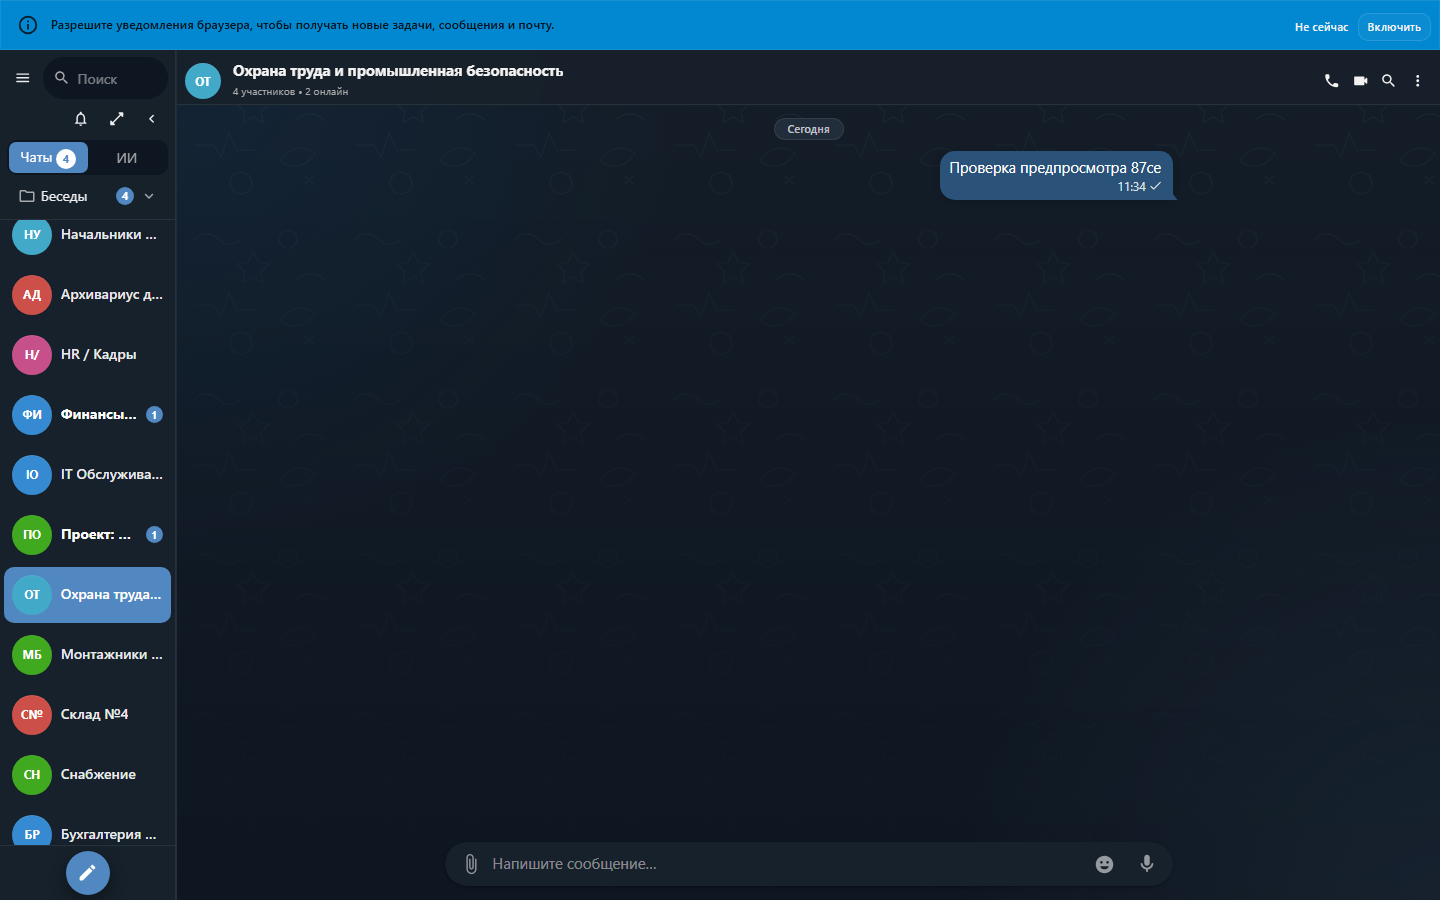 Разрешите уведомления браузера, чтобы получать новые задачи, сообщения и почту.
Не сейчас
Включить
Поиск
Чаты 4
ИИ
Беседы 4
НУ Начальники ...
АД Архивариус д...
Н/ HR / Кадры
ФИ Финансы... 1
IO IT Обслужива...
ПО Проект: ... 1
ОТ Охрана труда...
МБ Монтажники ...
С№ Склад №4
СН Снабжение
БР Бухгалтерия ...
ОТ Охрана труда и промышленная безопасность
4 участников • 2 онлайн
Сегодня
Проверка предпросмотра 87ce
11:34
Напишите сообщение...